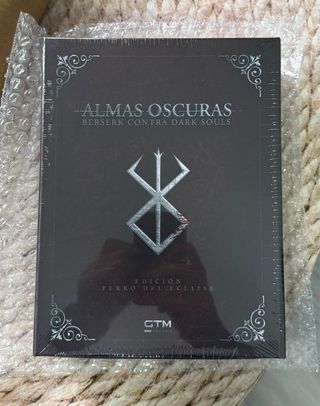 ALMAS OSCURAS
BERSERK CONTRA DARK SOULS
EDICIÓN
PERRO DEL ECLIPSE
GTM